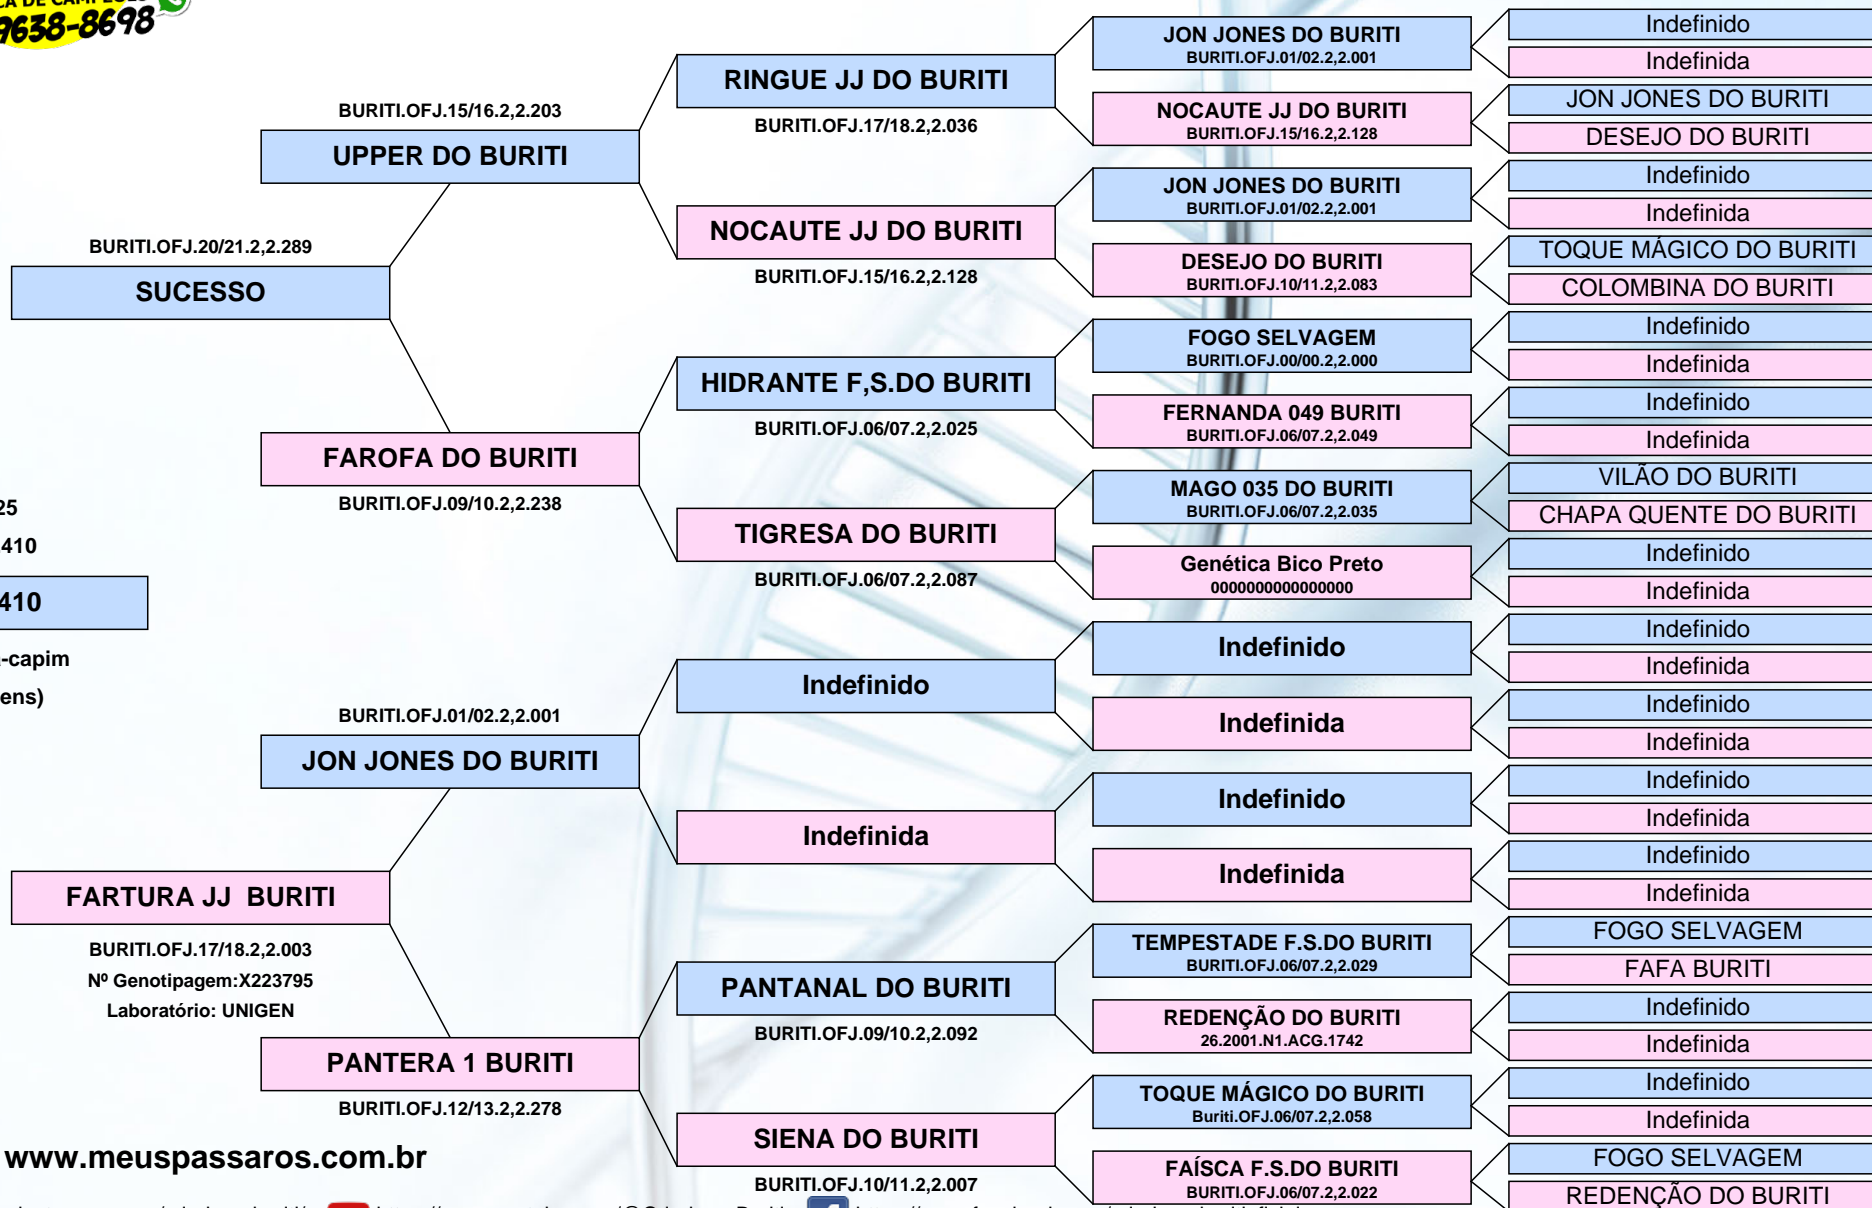 9638-8698
BURITI.OFJ.20/21.2,2.289
SUCESSO
25
410
410
-capim
ens)
FARTURA JJ BURITI
BURITI.OFJ.17/18.2,2.003
Nº Genotipagem:X223795
Laboratório: UNIGEN
BURITI.OFJ.15/16.2,2.203
UPPER DO BURITI
FAROFA DO BURITI
BURITI.OFJ.09/10.2,2.238
BURITI.OFJ.01/02.2,2.001
JON JONES DO BURITI
PANTERA 1 BURITI
BURITI.OFJ.12/13.2,2.278
RINGUE JJ DO BURITI
BURITI.OFJ.17/18.2,2.036
NOCAUTE JJ DO BURITI
BURITI.OFJ.15/16.2,2.128
HIDRANTE F,S.DO BURITI
BURITI.OFJ.06/07.2,2.025
TIGRESA DO BURITI
BURITI.OFJ.06/07.2,2.087
Indefinido
Indefinida
PANTANAL DO BURITI
BURITI.OFJ.09/10.2,2.092
SIENA DO BURITI
BURITI.OFJ.10/11.2,2.007
JON JONES DO BURITI
BURITI.OFJ.01/02.2,2.001
NOCAUTE JJ DO BURITI
BURITI.OFJ.15/16.2,2.128
JON JONES DO BURITI
BURITI.OFJ.01/02.2,2.001
DESEJO DO BURITI
BURITI.OFJ.10/11.2,2.083
FOGO SELVAGEM
BURITI.OFJ.00/00.2,2.000
FERNANDA 049 BURITI
BURITI.OFJ.06/07.2,2.049
MAGO 035 DO BURITI
BURITI.OFJ.06/07.2,2.035
Genética Bico Preto
0000000000000000
Indefinido
Indefinida
Indefinido
Indefinida
TEMPESTADE F.S.DO BURITI
BURITI.OFJ.06/07.2,2.029
REDENÇÃO DO BURITI
26.2001.N1.ACG.1742
TOQUE MÁGICO DO BURITI
Buriti.OFJ.06/07.2,2.058
FAÍSCA F.S.DO BURITI
BURITI.OFJ.06/07.2,2.022
Indefinido
Indefinida
JON JONES DO BURITI
DESEJO DO BURITI
Indefinido
Indefinida
TOQUE MÁGICO DO BURITI
COLOMBINA DO BURITI
Indefinido
Indefinida
Indefinido
Indefinida
VILÃO DO BURITI
CHAPA QUENTE DO BURITI
Indefinido
Indefinida
Indefinido
Indefinida
Indefinido
Indefinida
Indefinido
Indefinida
Indefinido
Indefinida
FOGO SELVAGEM
FAFA BURITI
Indefinido
Indefinida
Indefinido
Indefinida
FOGO SELVAGEM
REDENÇÃO DO BURITI
www.meuspassaros.com.br